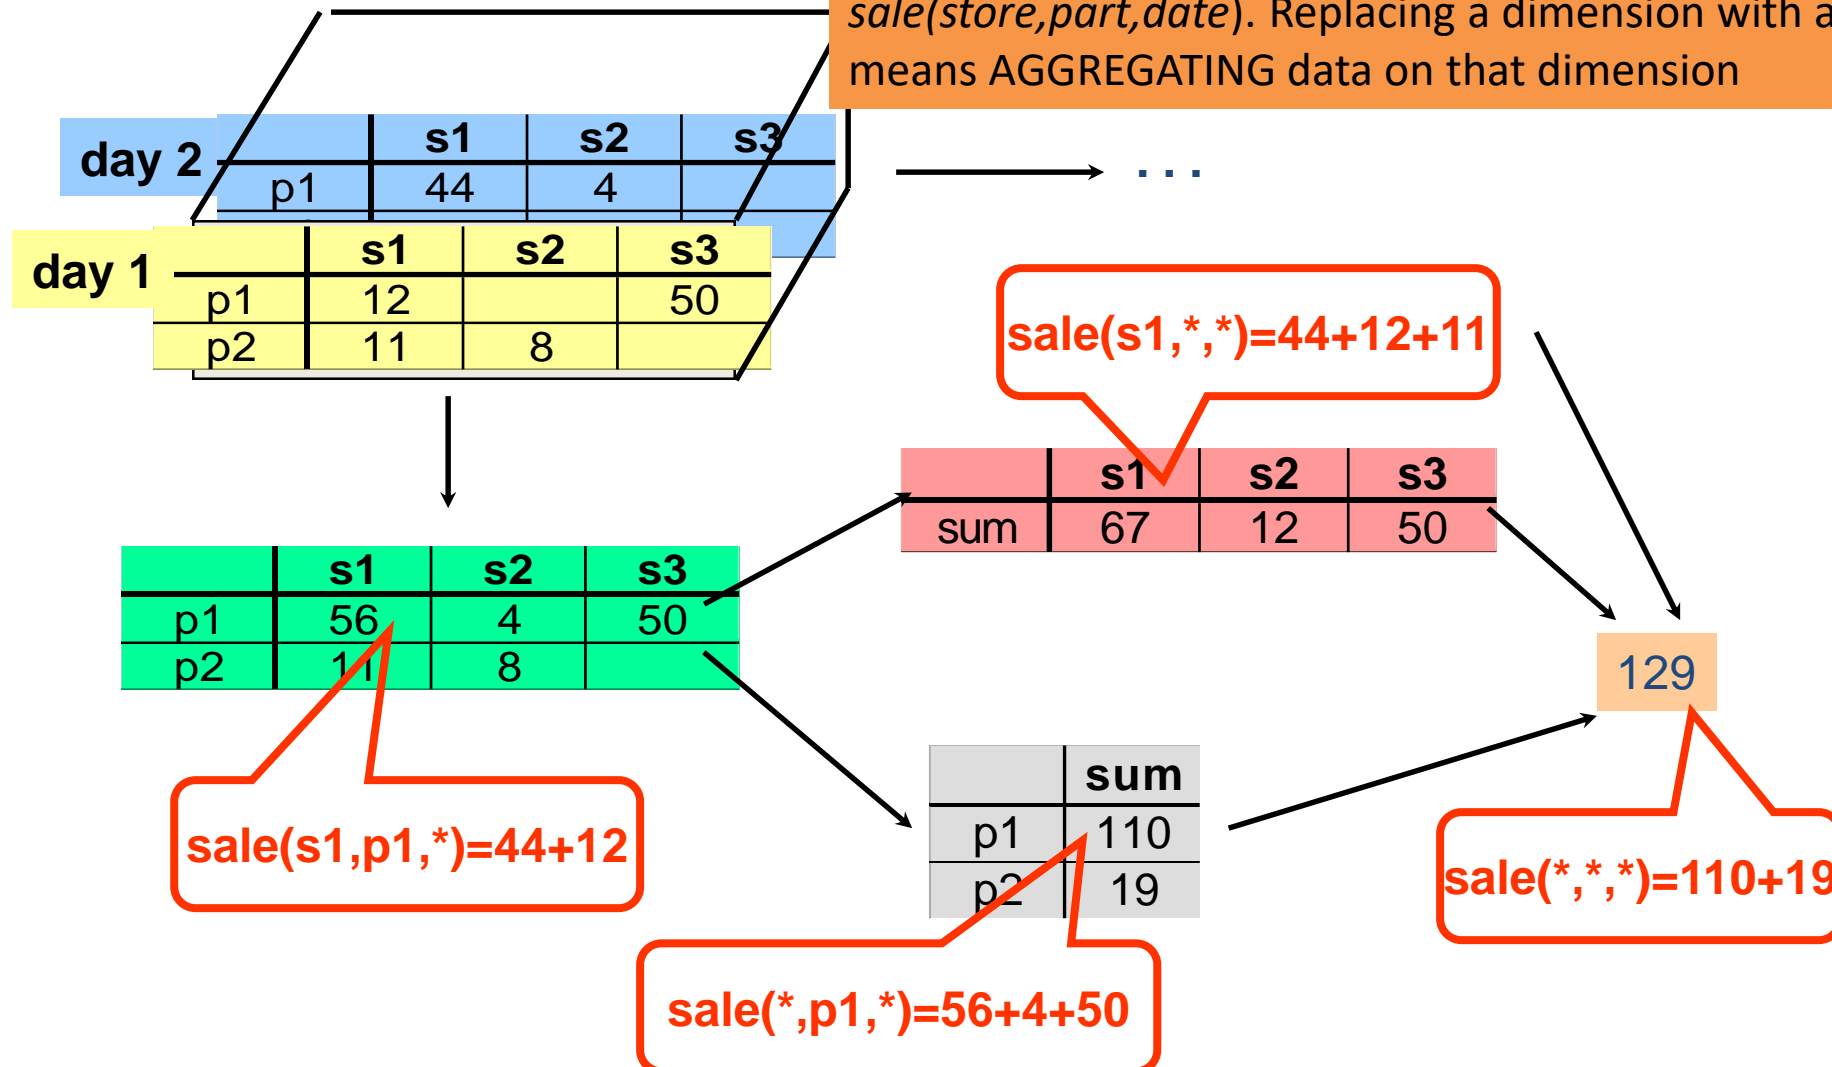 sale(store,part,date). Replacing a dimension with a
means AGGREGATING data on that dimension
day 2
s1 s2 s3
p1 44 4
. . .
day 1
s1 s2 s3
p1 12 50
p2 11 8
sale(s1,*,*)=44+12+11
s1 s2 s3
sum 67 12 50
s1 s2 s3
p1 56 4 50
p2 11 8
129
sum
p1 110
p2 19
sale(s1,p1,*)=44+12
sale(*,*,*)=110+19
sale(*,p1,*)=56+4+50